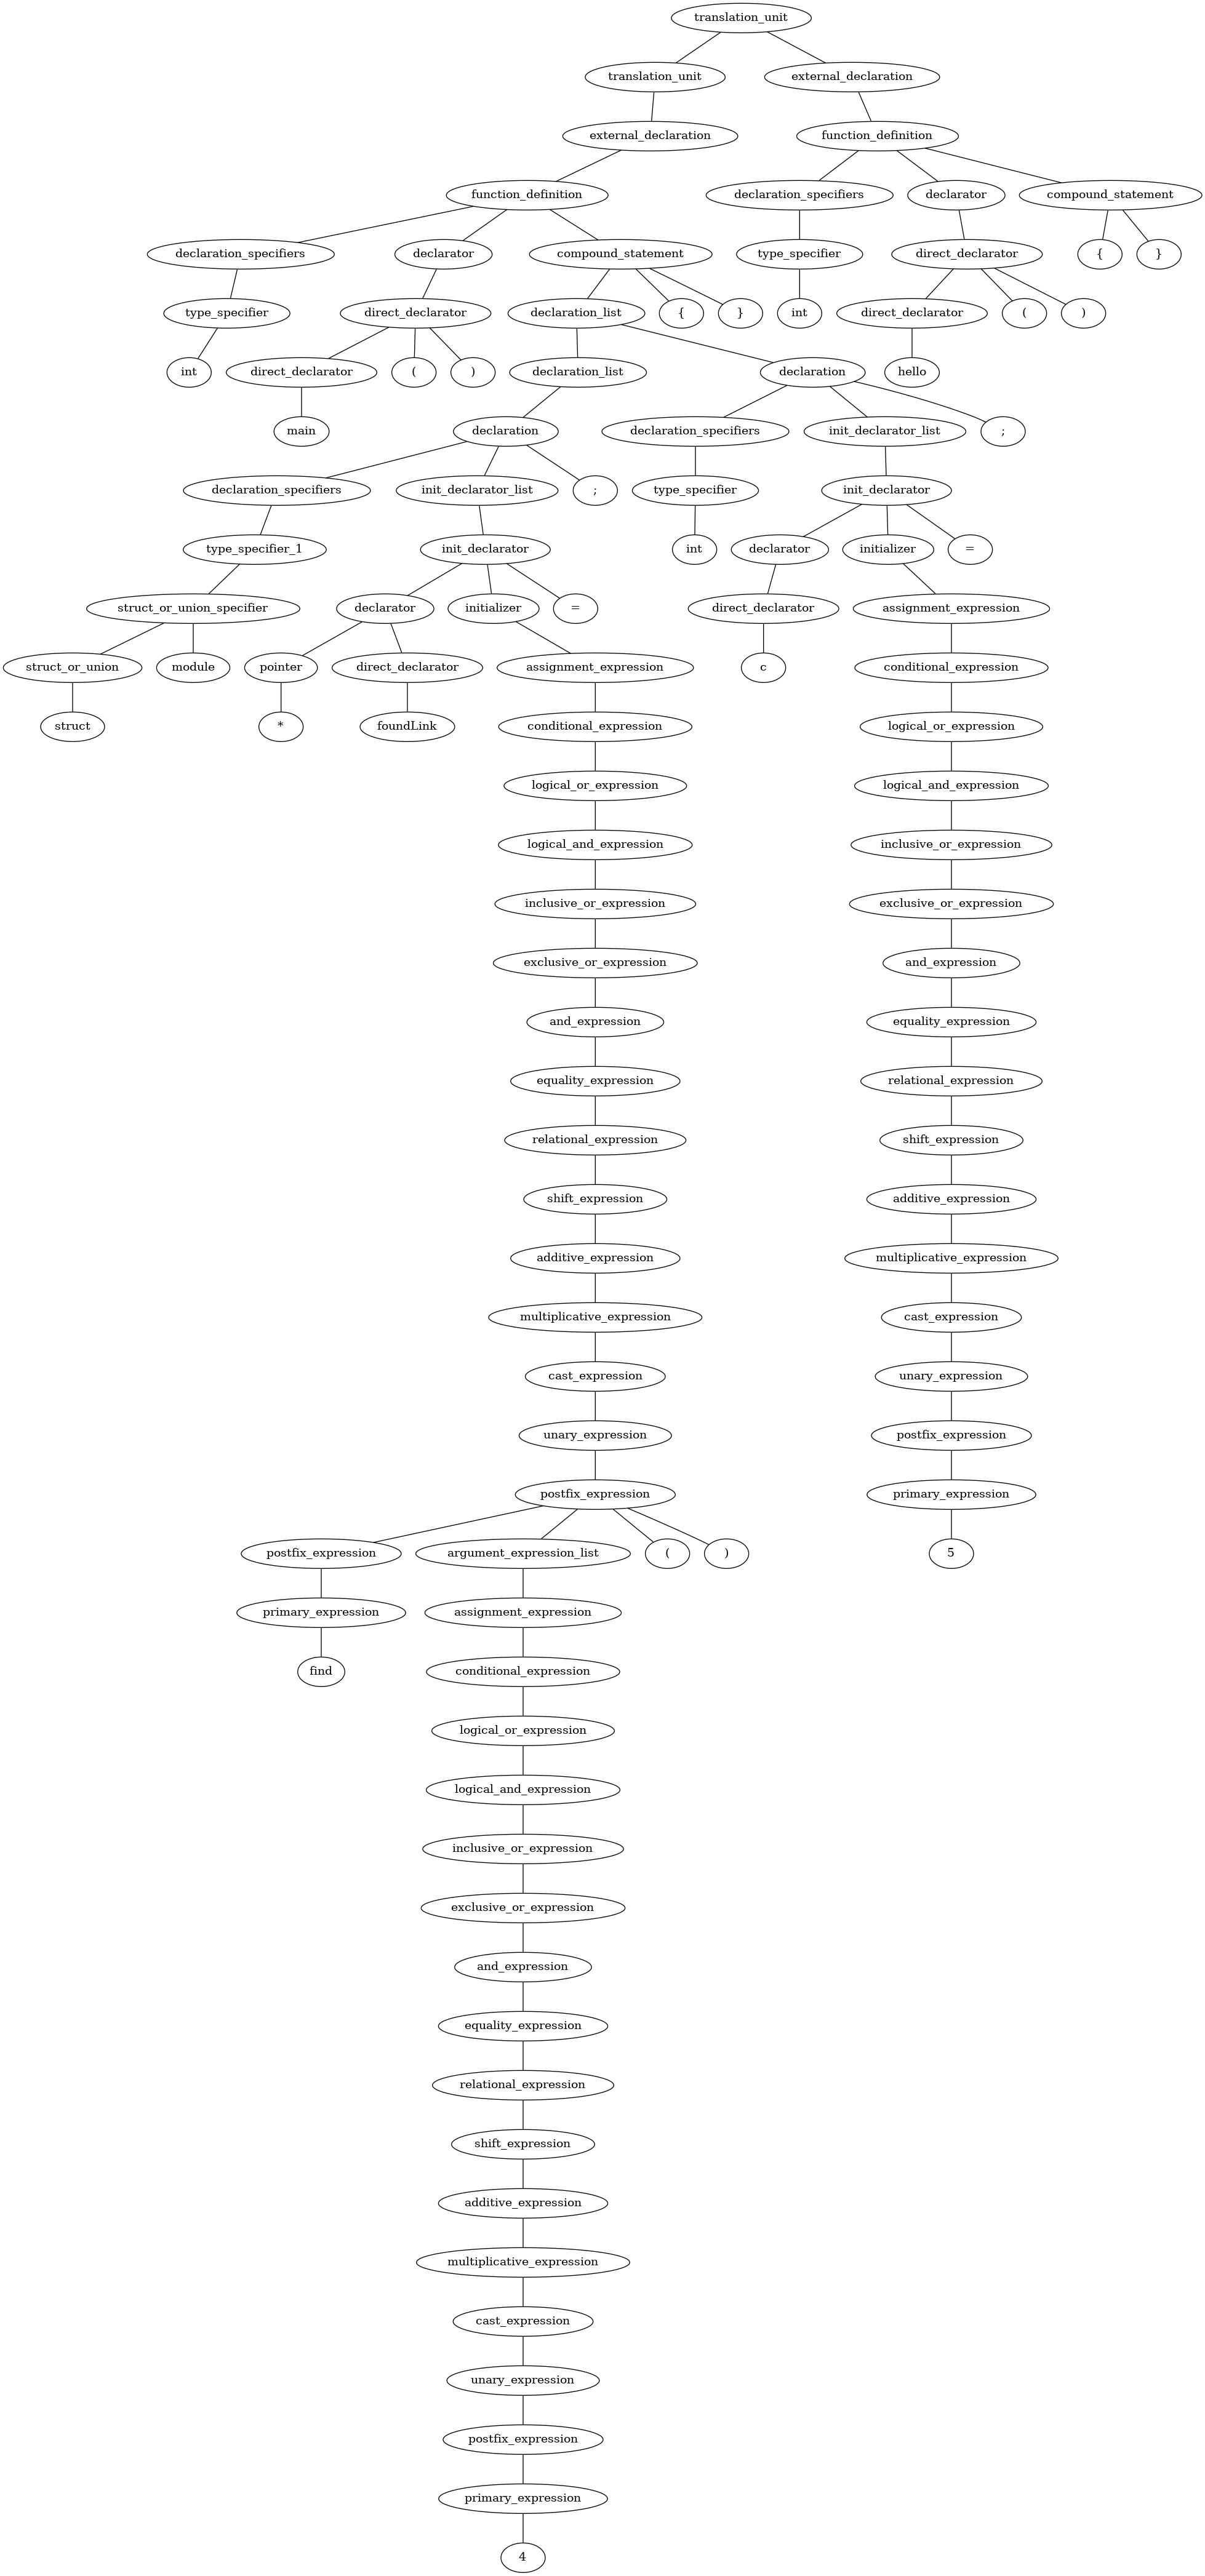 translation_unit
translation_unit external_declaration
external_declaration function_definition
function_definition declaration_specifiers declarator compound_statement
declaration_specifiers declarator compound_statement type_specifier direct_declarator { }
type_specifier direct_declarator declaration_list { } int direct_declarator ( )
int direct_declarator ( ) declaration_list declaration hello
main declaration declaration_specifiers init_declarator_list ;
declaration_specifiers init_declarator_list ; type_specifier init_declarator
type_specifier_1 init_declarator int declarator initializer =
struct_or_union_specifier declarator initializer = direct_declarator assignment_expression
struct_or_union module pointer direct_declarator assignment_expression c conditional_expression
struct * foundLink conditional_expression logical_or_expression
logical_or_expression logical_and_expression
logical_and_expression inclusive_or_expression
inclusive_or_expression exclusive_or_expression
exclusive_or_expression and_expression
and_expression equality_expression
equality_expression relational_expression
relational_expression shift_expression
shift_expression additive_expression
additive_expression multiplicative_expression
multiplicative_expression cast_expression
cast_expression unary_expression
unary_expression postfix_expression
postfix_expression primary_expression
postfix_expression argument_expression_list ( ) 5
primary_expression assignment_expression
find conditional_expression
logical_or_expression
logical_and_expression
inclusive_or_expression
exclusive_or_expression
and_expression
equality_expression
relational_expression
shift_expression
additive_expression
multiplicative_expression
cast_expression
unary_expression
postfix_expression
primary_expression
4